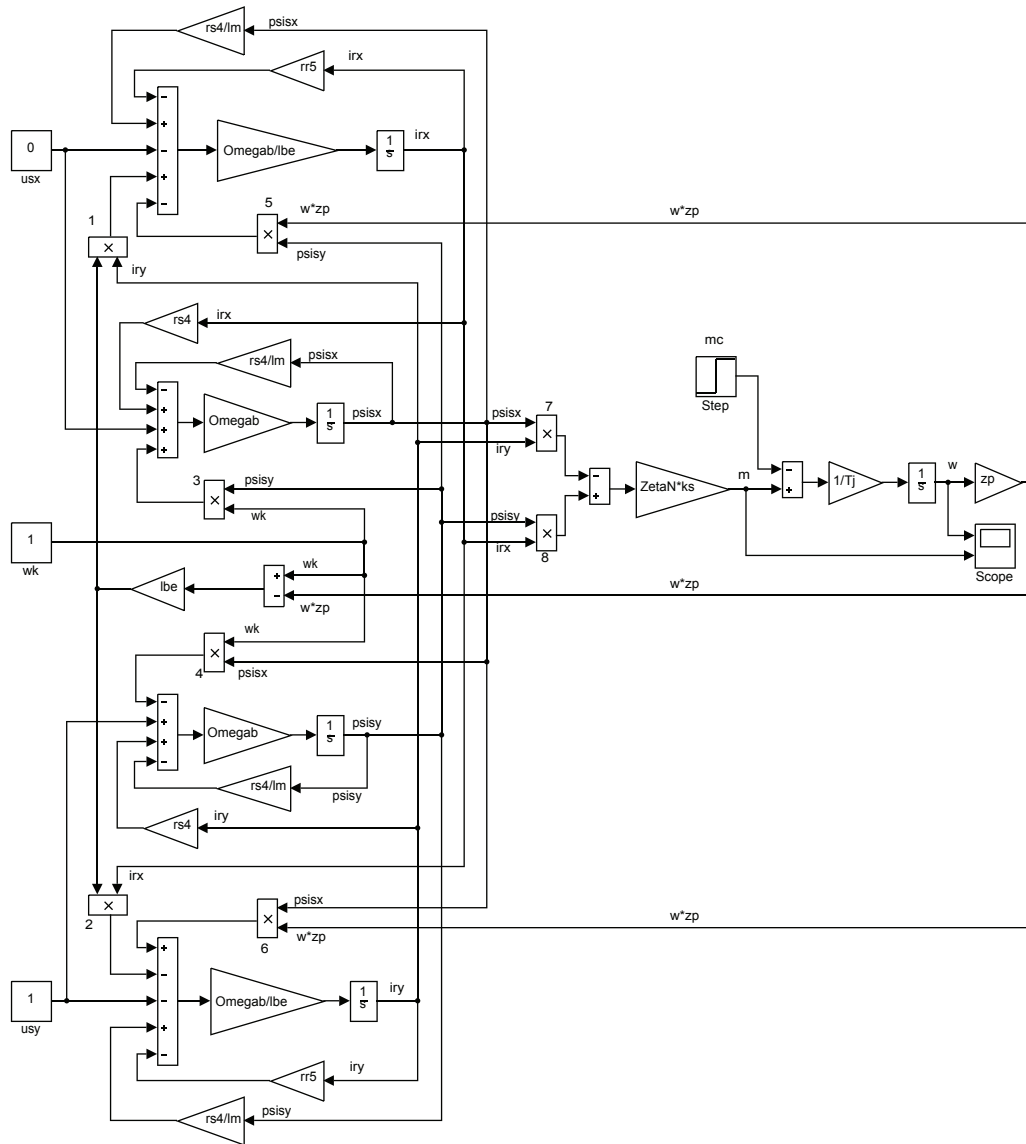 rs4/lm
psisx
rr5
irx
-
+
-
+
-
0
usx
Omegab/lbe
1
s
irx
1
×
5
×
w*zp
w*zp
psisy
iry
rs4
irx
rs4/lm
psisx
-
+
+
+
Omegab
1
s
psisx
mc
Step
psisx
7
×
iry
3
×
psisy
wk
-
+
ZetaN*ks
m
-
+
1/Tj
1
s
w
zp
1
wk
psisy
×
irx
8
Scope
lbe
+
-
wk
w*zp
w*zp
wk
4
×
psisx
-
+
+
-
Omegab
1
s
psisy
rs4/lm
psisy
rs4
iry
irx
×
2
psisx
×
w*zp
6
w*zp
+
-
-
+
-
1
usy
Omegab/lbe
1
s
iry
rr5
iry
rs4/lm
psisy